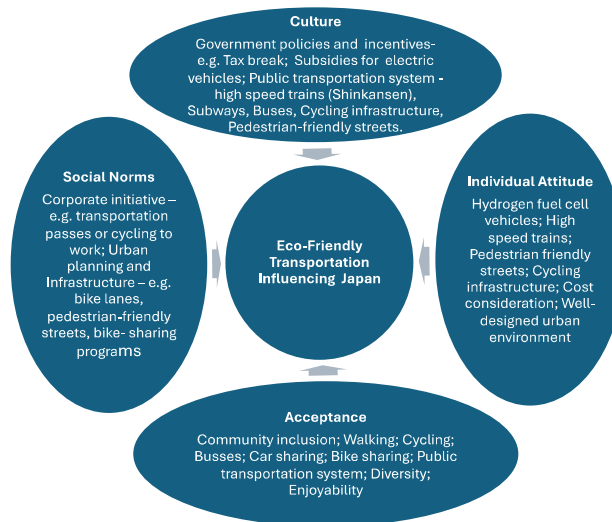 Culture
Government policies and incentives-
e.g. Tax break; Subsidies for electric
vehicles; Public transportation system -
high speed trains (Shinkansen),
Subways, Buses, Cycling infrastructure,
Pedestrian-friendly streets.
Social Norms
Corporate initiative –
e.g. transportation
passes or cycling to
work; Urban
planning and
Infrastructure – e.g.
bike lanes,
pedestrian-friendly
streets, bike- sharing
programs
Eco-Friendly
Transportation
Influencing Japan
Individual Attitude
Hydrogen fuel cell
vehicles; High
speed trains;
Pedestrian friendly
streets; Cycling
infrastructure; Cost
consideration; Well-
designed urban
environment
Acceptance
Community inclusion; Walking; Cycling;
Busses; Car sharing; Bike sharing; Public
transportation system; Diversity;
Enjoyability